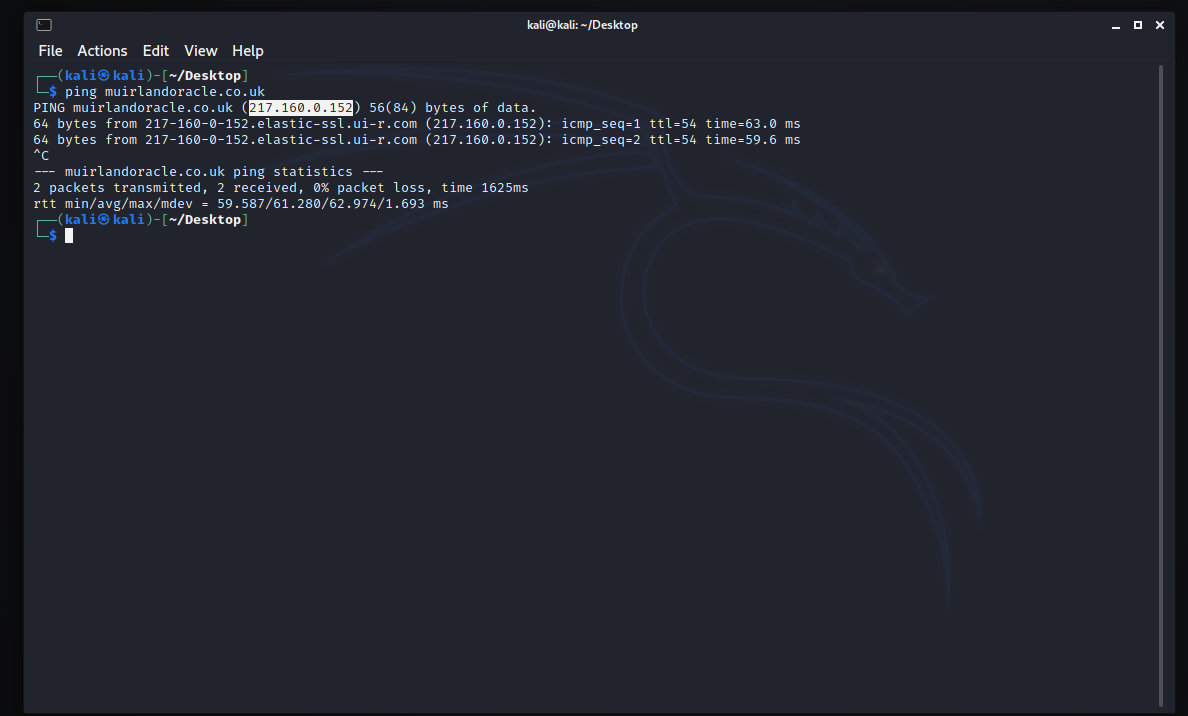 kali@kali: ~/Desktop
File Actions Edit View Help
┌──(kali㉿kali)-[~/Desktop]
└─$ ping muirlandoracle.co.uk
PING muirlandoracle.co.uk (217.160.0.152) 56(84) bytes of data.
64 bytes from 217-160-0-152.elastic-ssl.ui-r.com (217.160.0.152): icmp_seq=1 ttl=54 time=63.0 ms
64 bytes from 217-160-0-152.elastic-ssl.ui-r.com (217.160.0.152): icmp_seq=2 ttl=54 time=59.6 ms
^C
--- muirlandoracle.co.uk ping statistics ---
2 packets transmitted, 2 received, 0% packet loss, time 1625ms
rtt min/avg/max/mdev = 59.587/61.280/62.974/1.693 ms
┌──(kali㉿kali)-[~/Desktop]
└─$